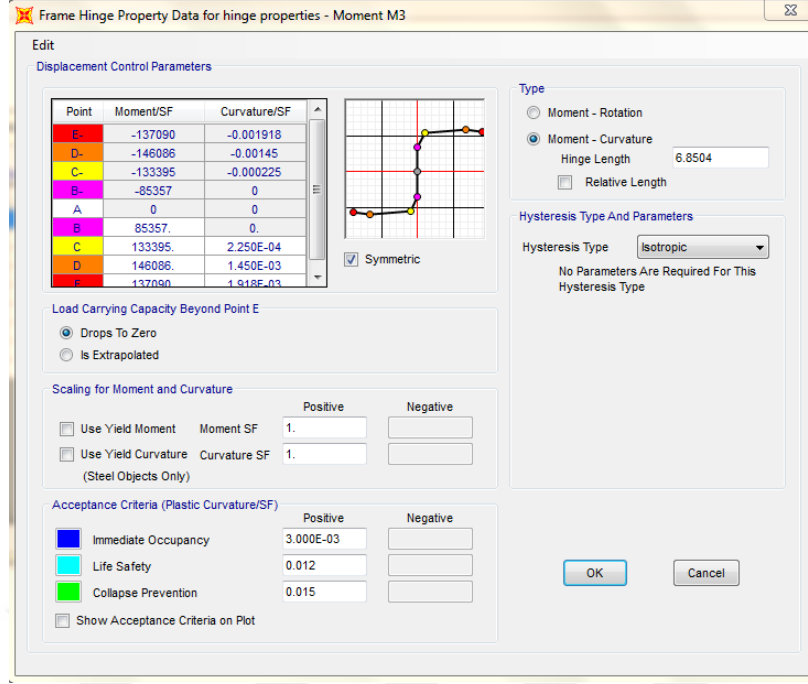 Frame Hinge Property Data for hinge properties - Moment M3
Edit
Displacement Control Parameters
Point Moment/SF Curvature/SF
E- -137090 -0.001918
D- -146086 -0.00145
C- -133395 -0.000225
B- -85357 0
A 0 0
B 85357. 0.
C 133395. 2.250E-04
D 146086. 1.450E-03
E 137090. 1.918E-03
Symmetric
Load Carrying Capacity Beyond Point E
Drops To Zero
Is Extrapolated
Scaling for Moment and Curvature
Positive Negative
Use Yield Moment Moment SF 1.
Use Yield Curvature Curvature SF 1.
(Steel Objects Only)
Acceptance Criteria (Plastic Curvature/SF)
Positive Negative
Immediate Occupancy 3.000E-03
Life Safety 0.012
Collapse Prevention 0.015
Show Acceptance Criteria on Plot
Type
Moment - Rotation
Moment - Curvature
Hinge Length 6.8504
Relative Length
Hysteresis Type And Parameters
Hysteresis Type Isotropic
No Parameters Are Required For This
Hysteresis Type
OK Cancel